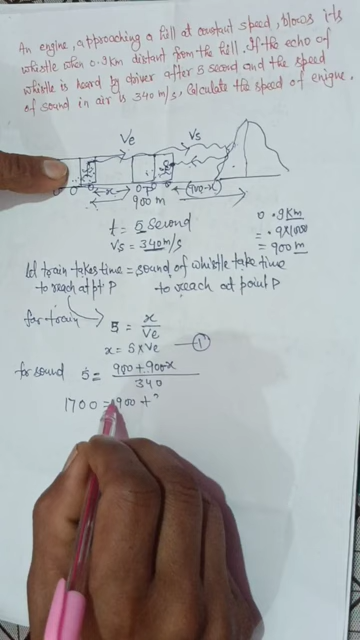 An engine, approaching a hill at constant speed, blows its
whistle when 0.9km distant from the hill. If the echo of
whistle is heard by driver after 5 second and the speed
of sound in air is 340 m/s, Calculate the speed of enigne.
Ve
Vs
x
P
(900-x)
900 m
t = 5 Second
Vs = 340 m/s
0.9 Km
= .9x1000
= 900 m
let train takes time = sound of whistle take time
to reach at pt P to reach at point P
for train
5 = x/Ve
x = 5 x Ve — 1
for sound 5 = 900 + 900-x
340
1700 = 900 +